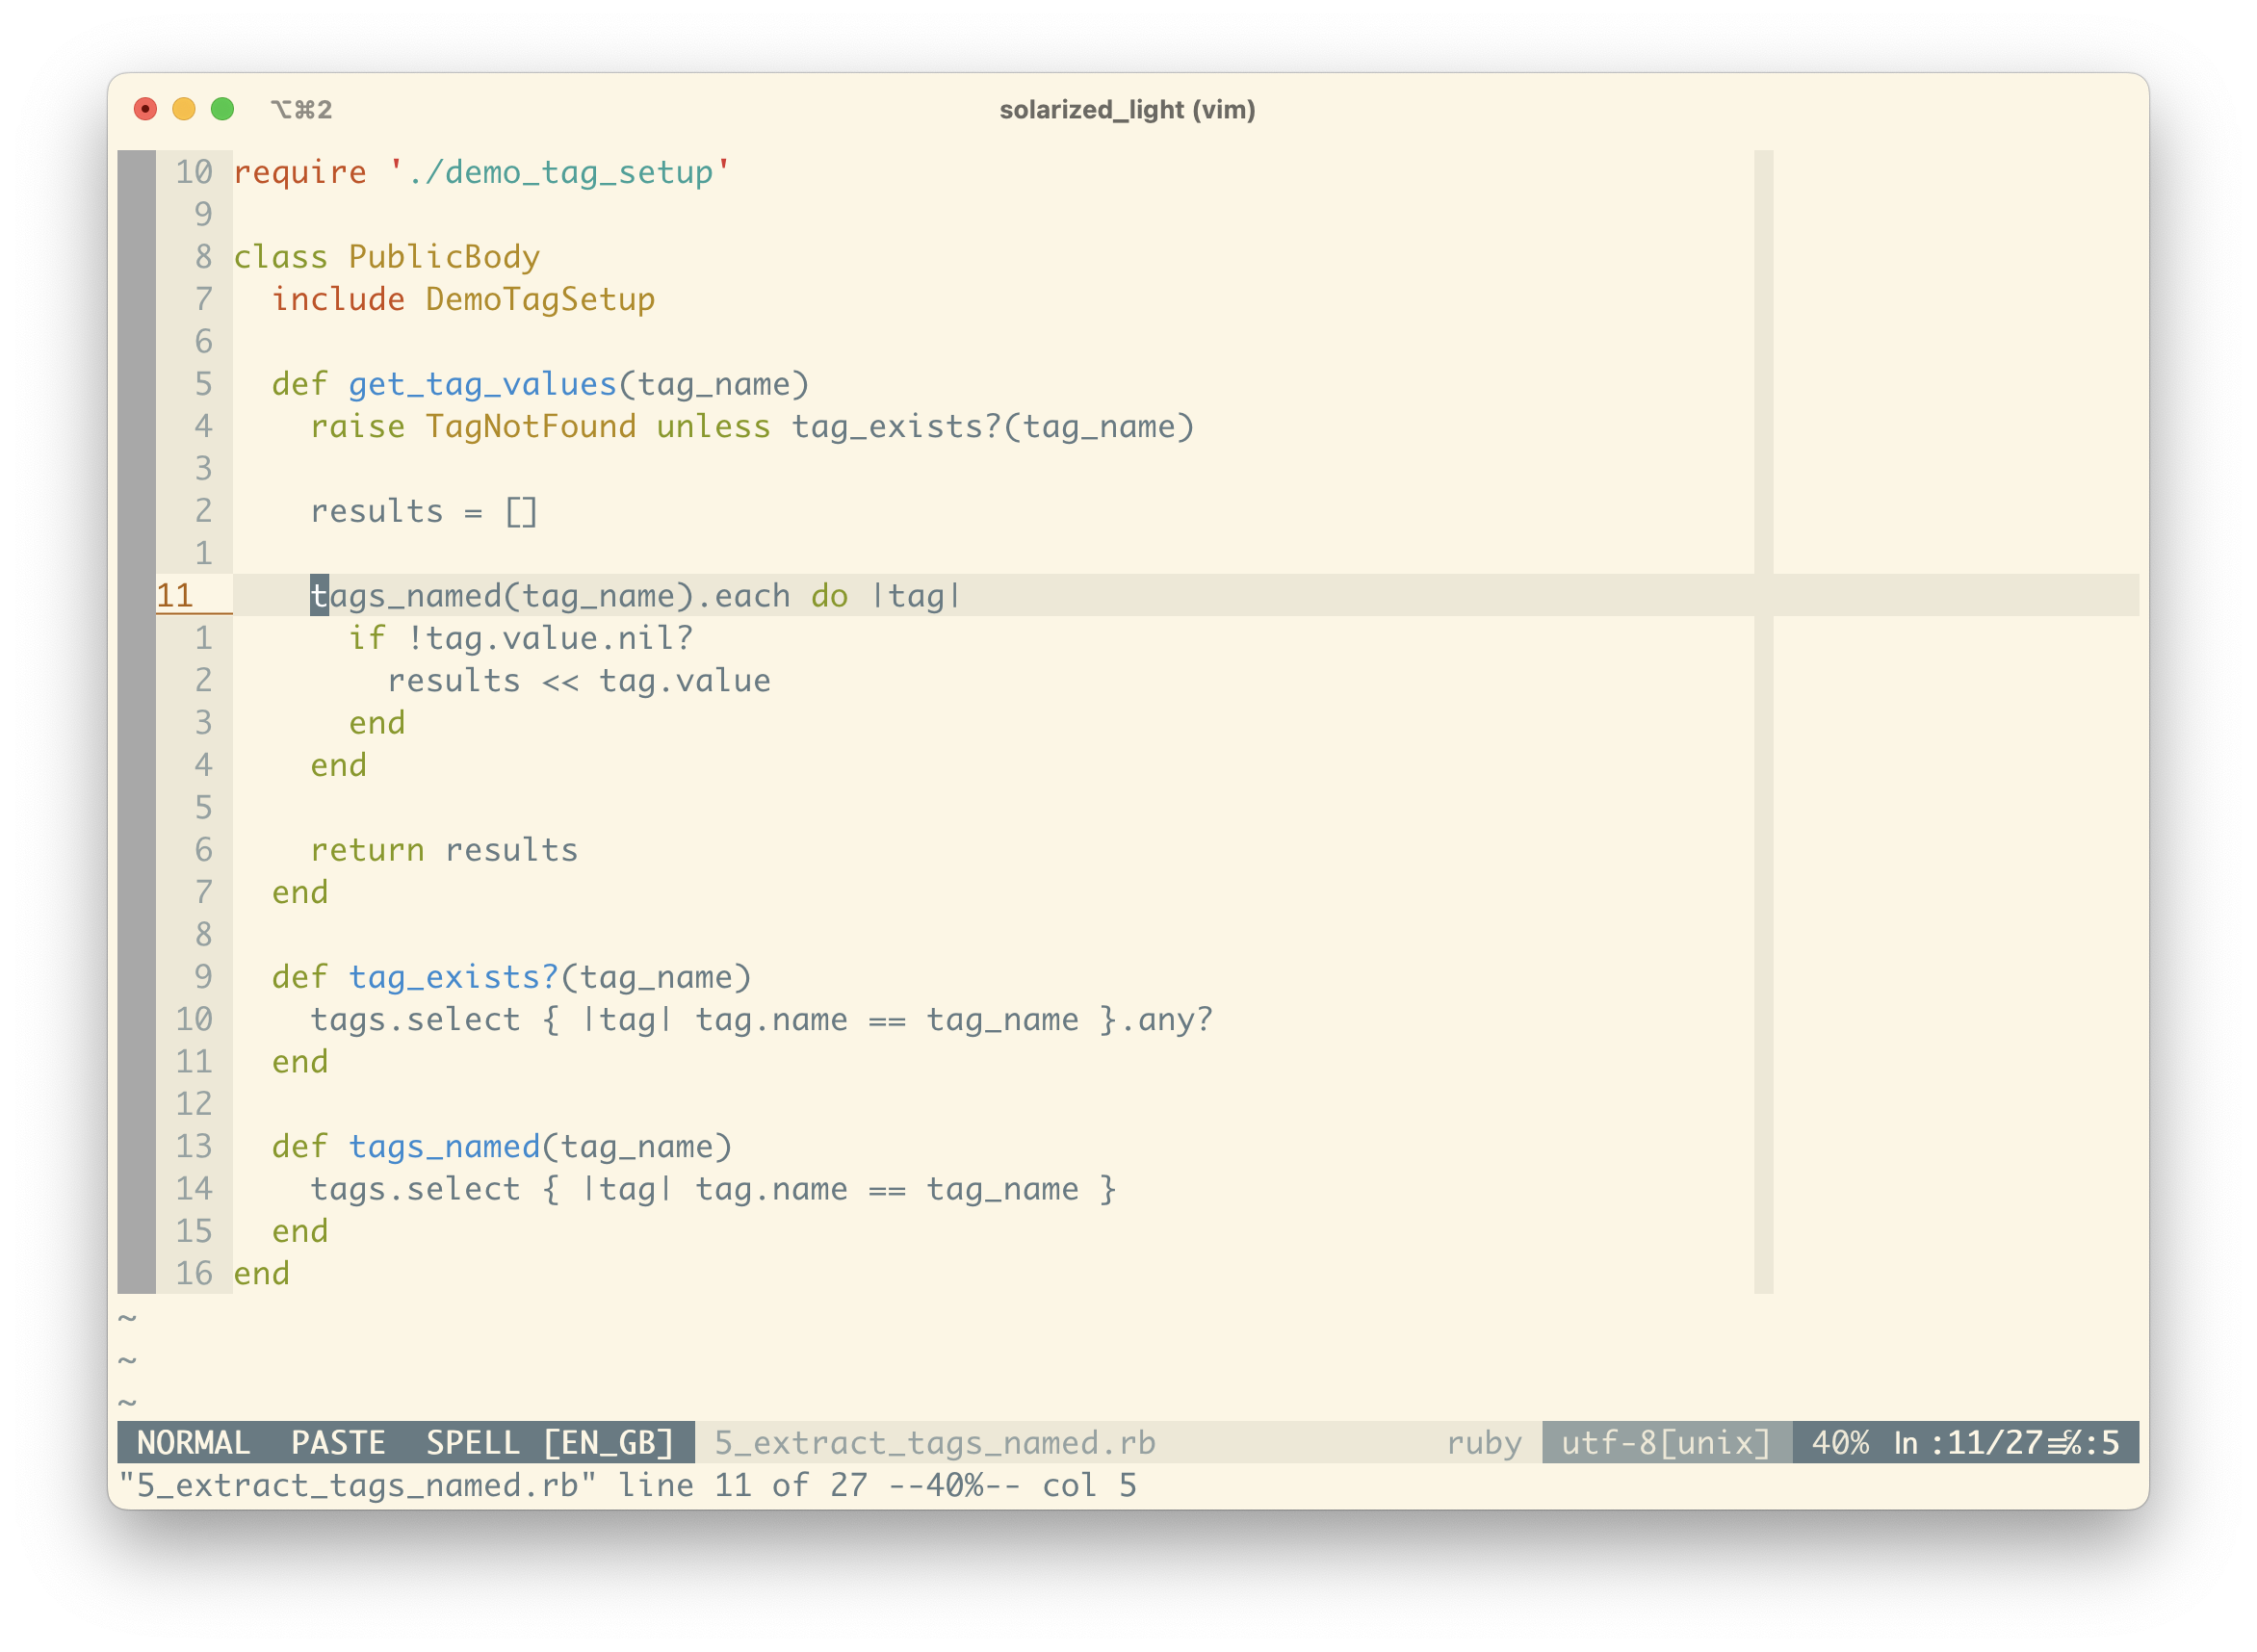 ⌥⌘2 solarized_light (vim)
10 require './demo_tag_setup'
9
8 class PublicBody
7   include DemoTagSetup
6
5   def get_tag_values(tag_name)
4     raise TagNotFound unless tag_exists?(tag_name)
3
2     results = []
1
11     tags_named(tag_name).each do |tag|
1       if !tag.value.nil?
2         results << tag.value
3       end
4     end
5
6     return results
7   end
8
9   def tag_exists?(tag_name)
10     tags.select { |tag| tag.name == tag_name }.any?
11   end
12
13   def tags_named(tag_name)
14     tags.select { |tag| tag.name == tag_name }
15   end
16 end
~
~
~
NORMAL  PASTE  SPELL [EN_GB]  5_extract_tags_named.rb  ruby  utf-8[unix]  40% ln :11/27≡℅:5
"5_extract_tags_named.rb" line 11 of 27 --40%-- col 5